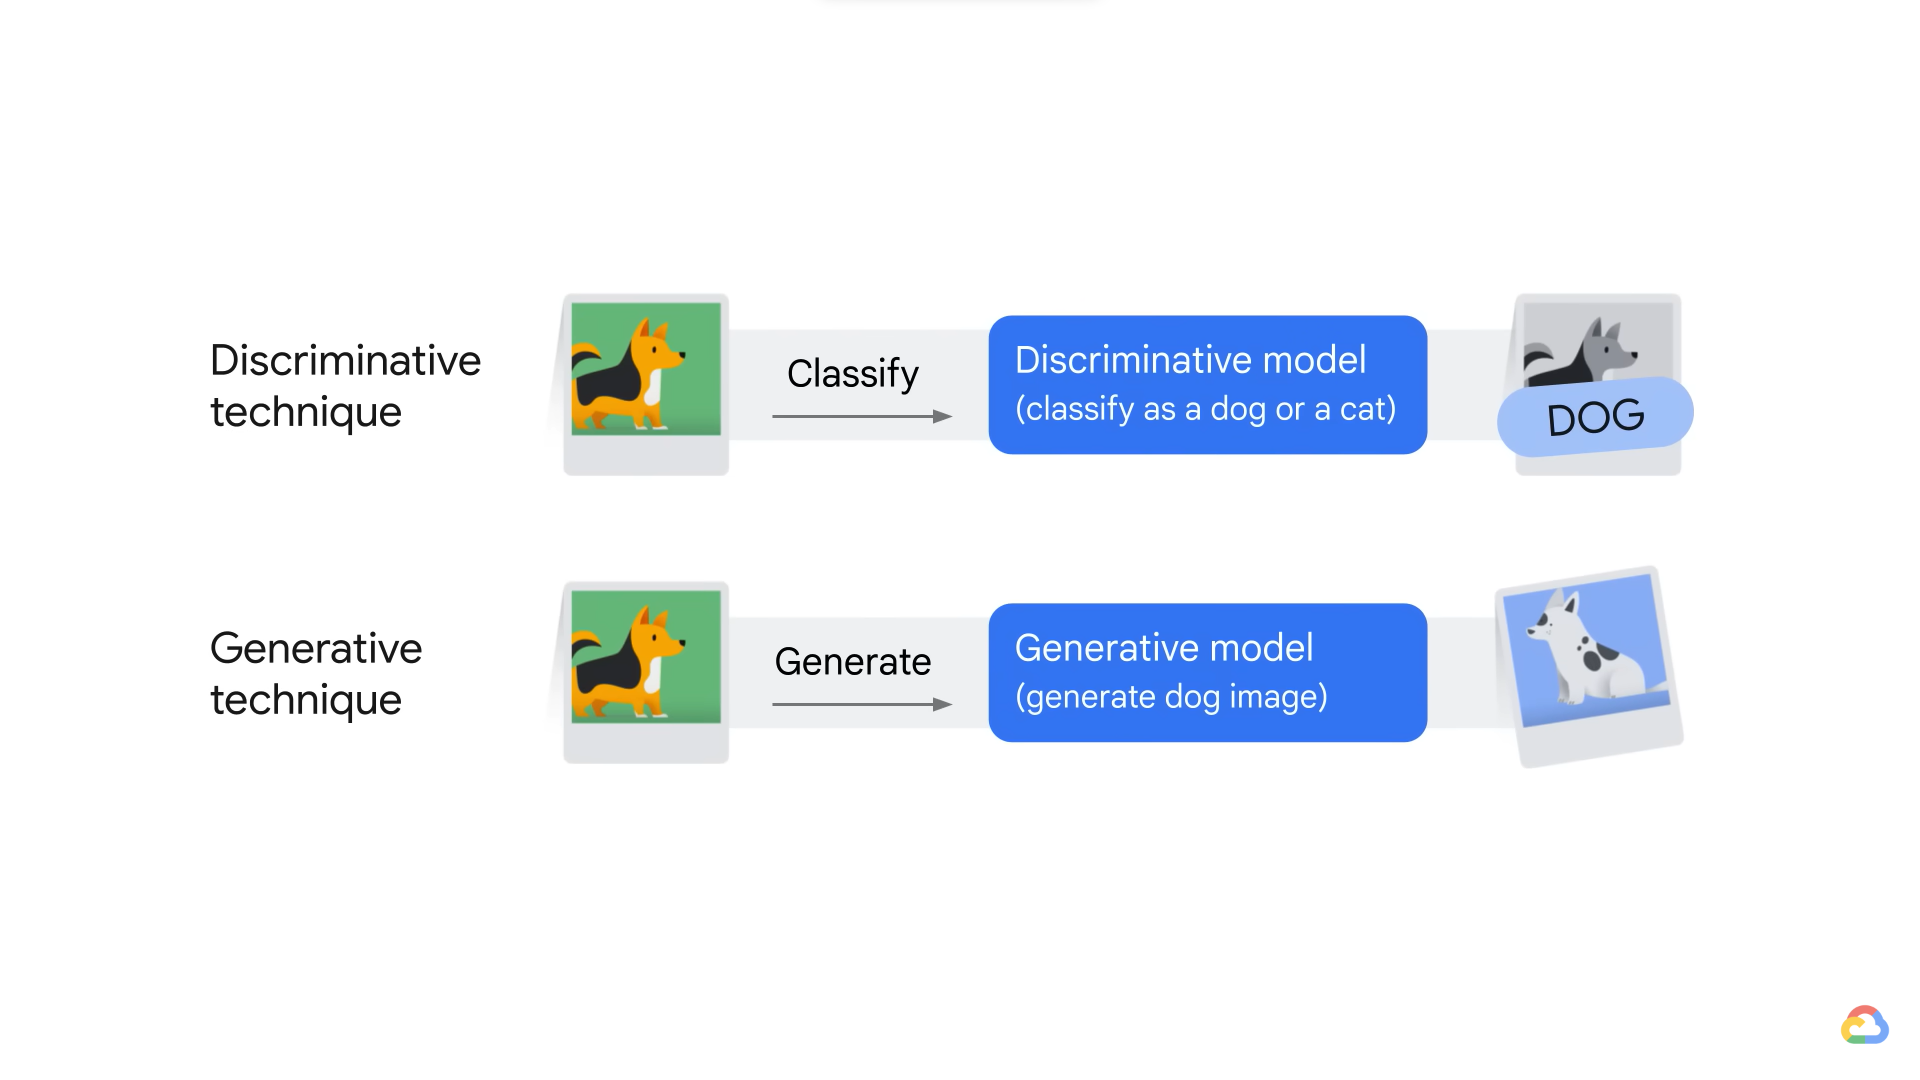 Discriminative
technique
Classify
Discriminative model
(classify as a dog or a cat)
DOG
Generative
technique
Generate
Generative model
(generate dog image)